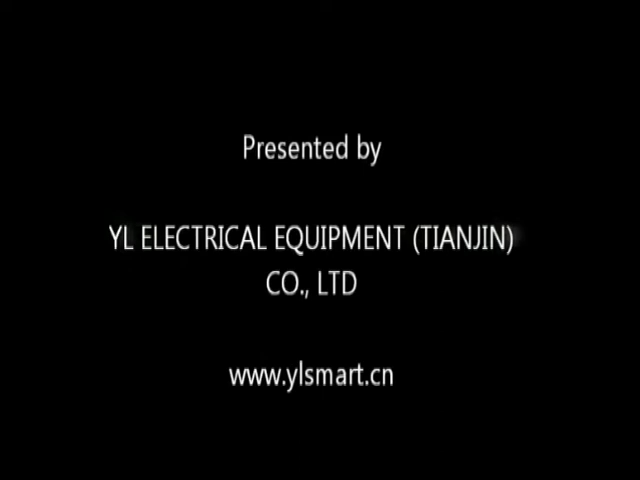 Presented by
YL ELECTRICAL EQUIPMENT (TIANJIN)
CO., LTD
www.ylsmart.cn